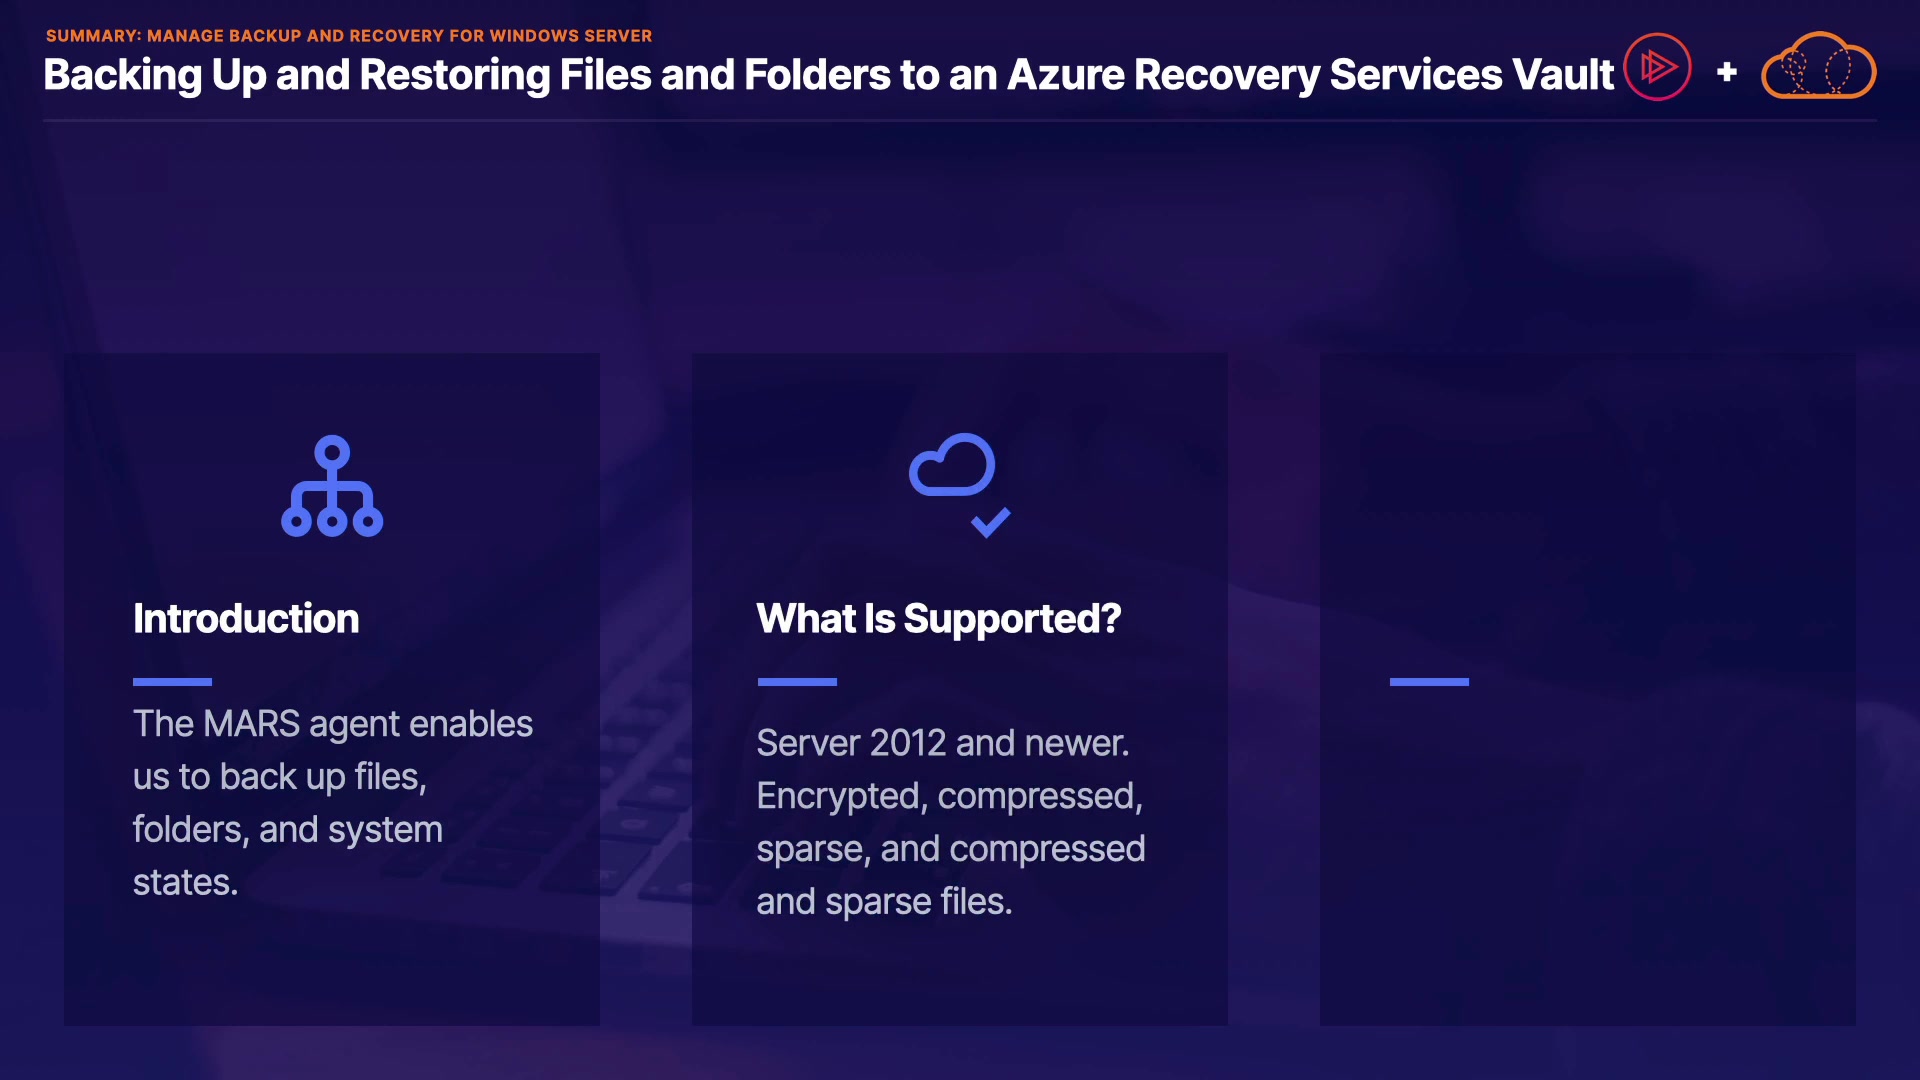 SUMMARY: MANAGE BACKUP AND RECOVERY FOR WINDOWS SERVER
Backing Up and Restoring Files and Folders to an Azure Recovery Services Vault
Introduction
The MARS agent enables
us to back up files,
folders, and system
states.
What Is Supported?
Server 2012 and newer.
Encrypted, compressed,
sparse, and compressed
and sparse files.